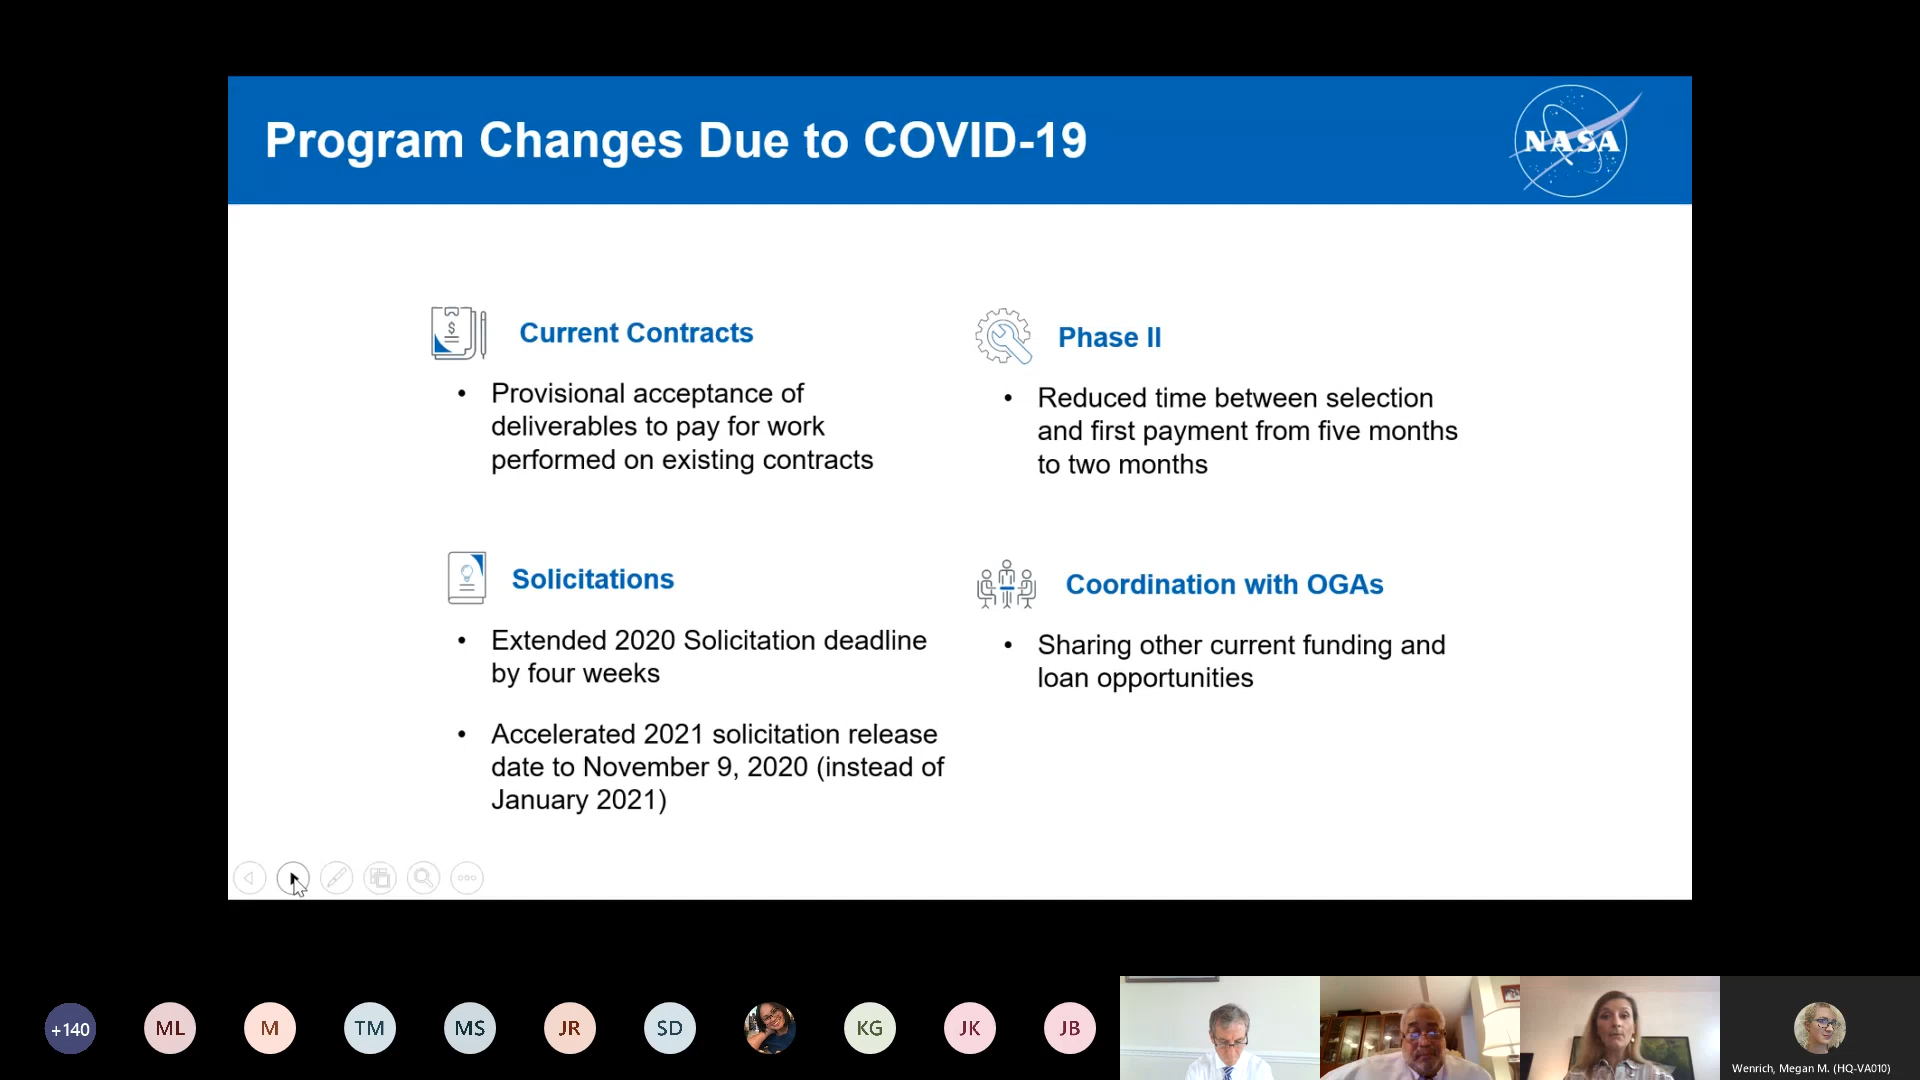 Program Changes Due to COVID-19
NASA
Current Contracts
• Provisional acceptance of
deliverables to pay for work
performed on existing contracts
Phase II
• Reduced time between selection
and first payment from five months
to two months
Solicitations
• Extended 2020 Solicitation deadline
by four weeks
• Accelerated 2021 solicitation release
date to November 9, 2020 (instead of
January 2021)
Coordination with OGAs
• Sharing other current funding and
loan opportunities
+140
ML
M
TM
MS
JR
SD
KG
JK
JB
Wenrich, Megan M. (HQ-VA010)